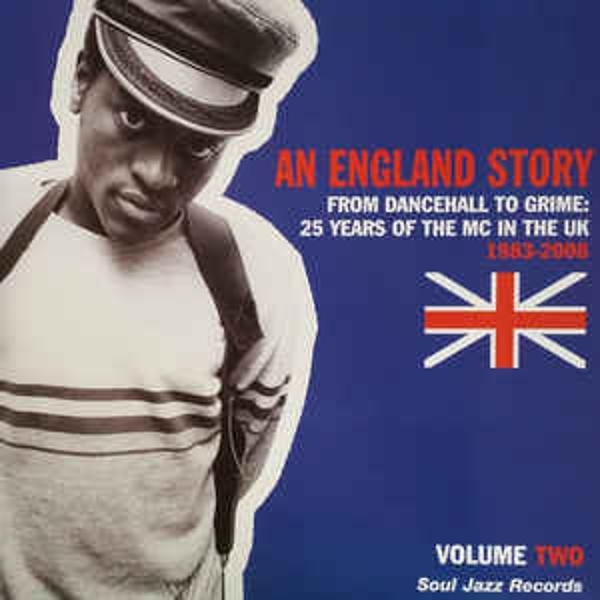 AN ENGLAND STORY
FROM DANCEHALL TO GRIME:
25 YEARS OF THE MC IN THE UK
1983-2008
VOLUME TWO
Soul Jazz Records